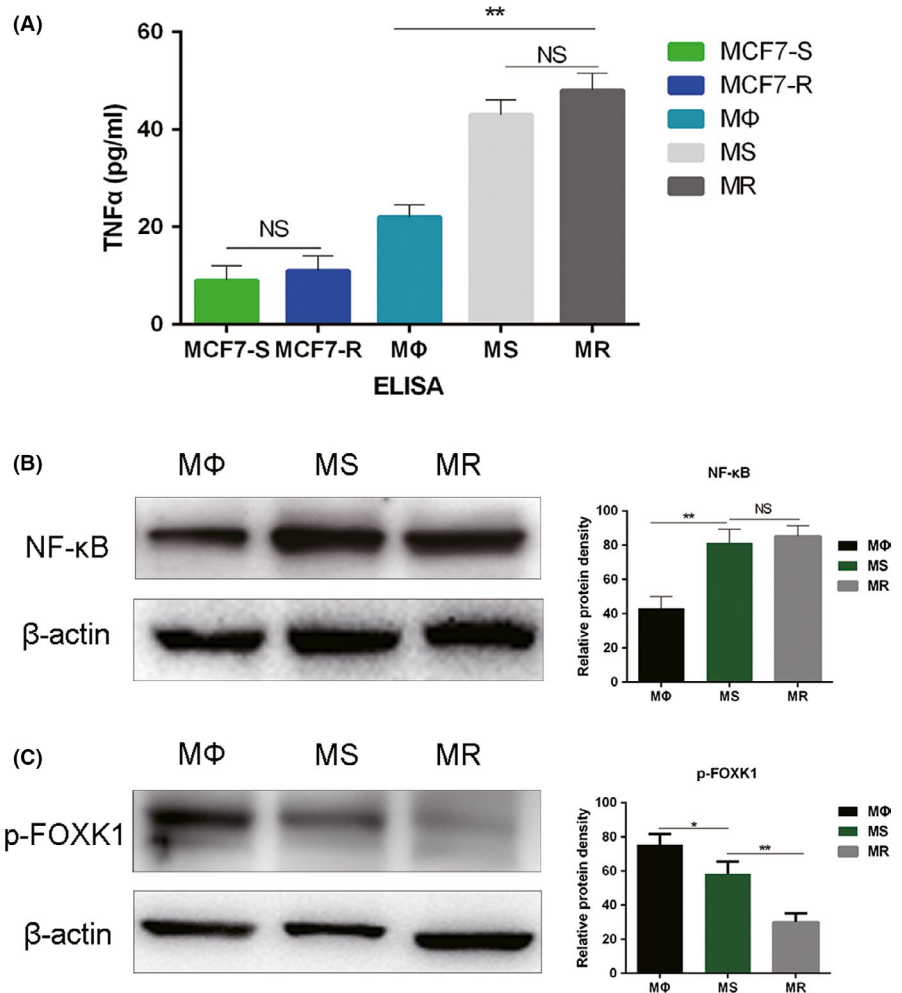 (A)
**
NS
NS
60
40
20
0
TNFα (pg/ml)
MCF7-S MCF7-R MΦ MS MR
ELISA
MCF7-S
MCF7-R
MΦ
MS
MR
(B)
MΦ MS MR
NF-κB
β-actin
NF-κB
** NS
100
80
60
40
20
0
Relative protein density
MΦ MS MR
MΦ
MS
MR
(C)
MΦ MS MR
p-FOXK1
β-actin
p-FOXK1
* **
100
80
60
40
20
0
Relative protein density
MΦ MS MR
MΦ
MS
MR